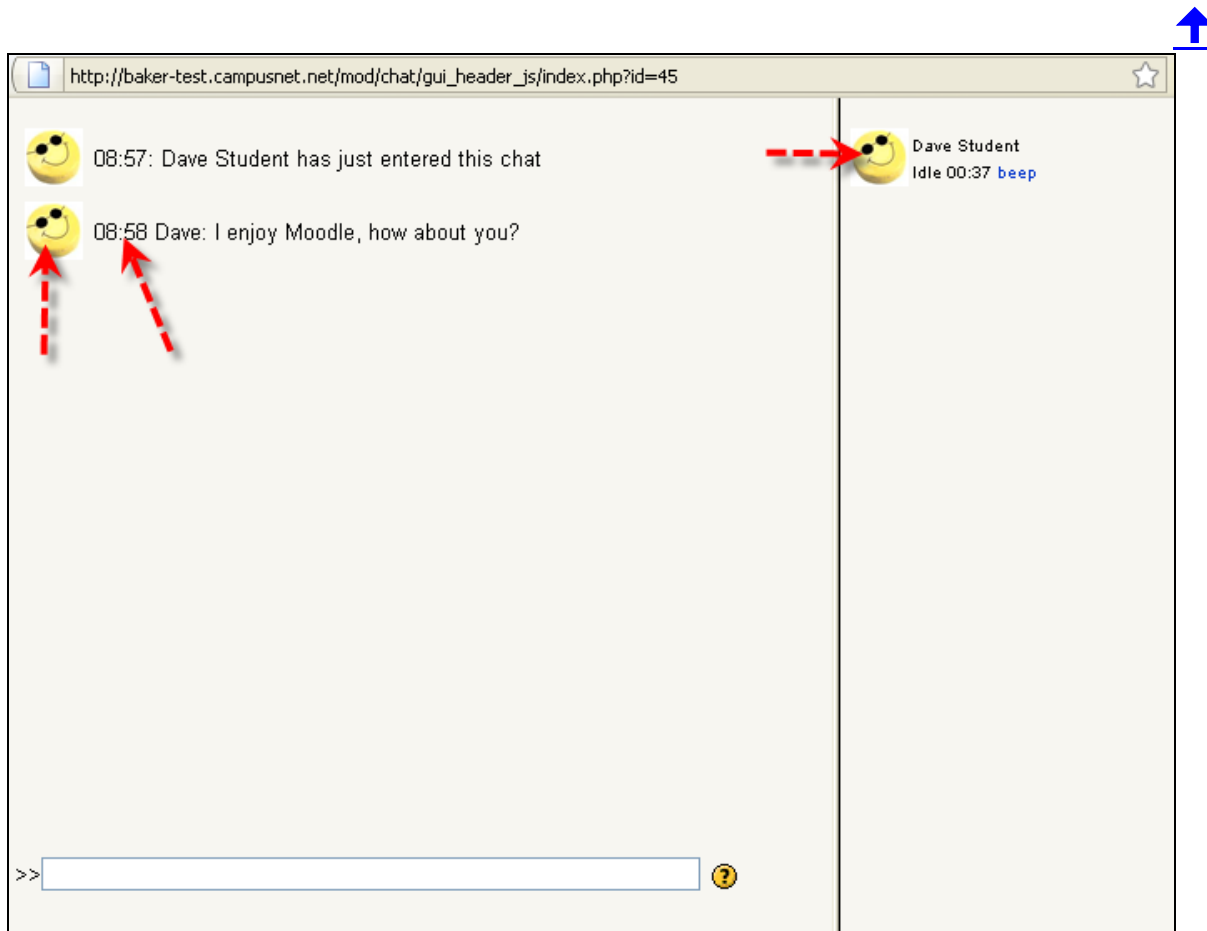 http://baker-test.campusnet.net/mod/chat/gui_header_js/index.php?id=45
08:57: Dave Student has just entered this chat
08:58 Dave: I enjoy Moodle, how about you?
Dave Student
Idle 00:37 beep
>>
?